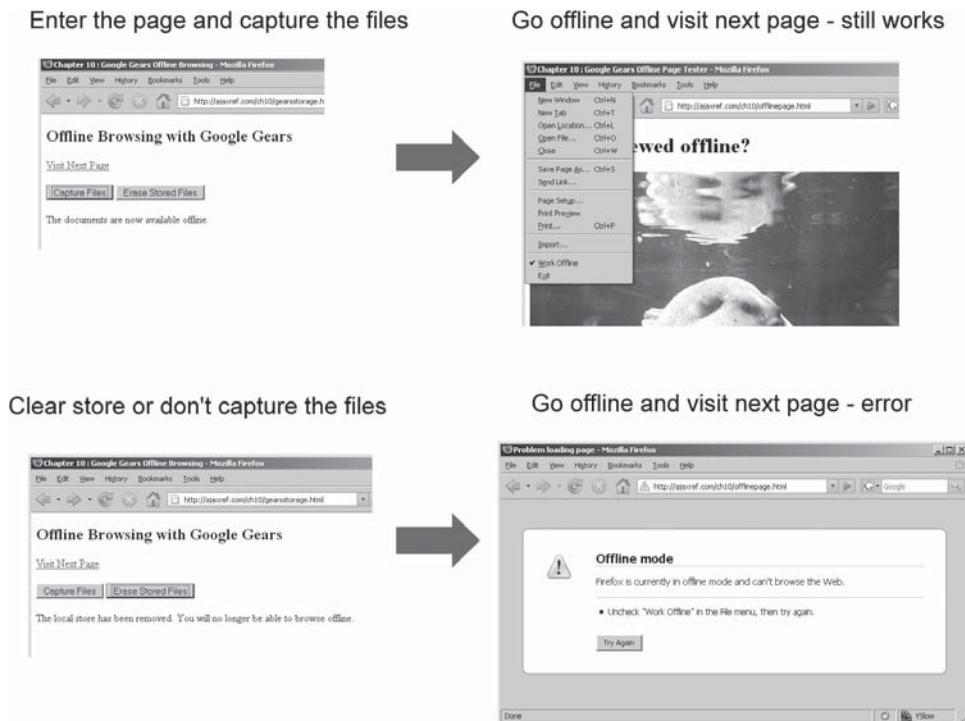 Enter the page and capture the files
Go offline and visit next page - still works
Chapter 10 : Google Gears Offline Browsing - Mozilla Firefox
File Edit View History Bookmarks Tools Help
http://ajaxref.com/ch10/gearsstorage.h
Offline Browsing with Google Gears
Visit Next Page
Capture Files Erase Stored Files
The documents are now available offline.
Chapter 10 : Google Gears Offline Page Tester - Mozilla Firefox
File Edit View History Bookmarks Tools Help
http://ajaxref.com/ch10/offlinepage.html
New Window Ctrl+N
New Tab Ctrl+T
Open Location... Ctrl+L
Open File... Ctrl+O
Close Ctrl+W
Save Page As... Ctrl+S
Send Link...
Page Setup...
Print Preview
Print... Ctrl+P
Import...
Work Offline
Exit
ewed offline?
Clear store or don't capture the files
Go offline and visit next page - error
Chapter 10 : Google Gears Offline Browsing - Mozilla Firefox
File Edit View History Bookmarks Tools Help
http://ajaxref.com/ch10/gearsstorage.html
Offline Browsing with Google Gears
Visit Next Page
Capture Files Erase Stored Files
The local store has been removed. You will no longer be able to browse offline.
Problem loading page - Mozilla Firefox
File Edit View History Bookmarks Tools Help
http://ajaxref.com/ch10/offlinepage.html
Google
Offline mode
Firefox is currently in offline mode and can't browse the Web.
Uncheck "Work Offline" in the File menu, then try again.
Try Again
Done
YSlow